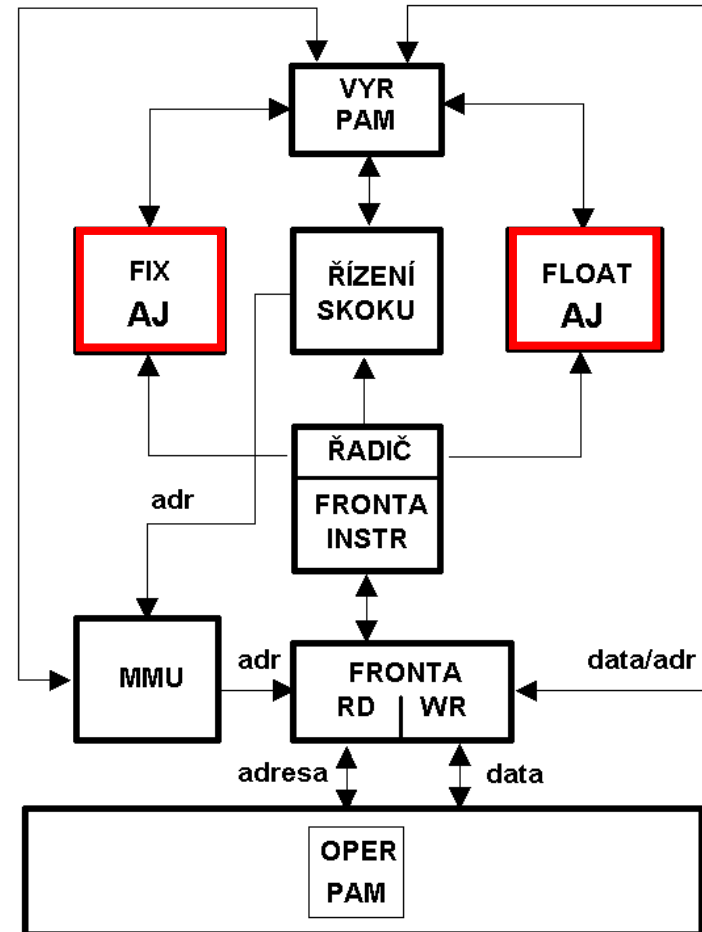 VYR
PAM
FIX
AJ
ŘÍZENÍ
SKOKU
FLOAT
AJ
ŘADIČ
FRONTA
INSTR
adr
MMU
adr
FRONTA
RD WR
data/adr
adresa
data
OPER
PAM